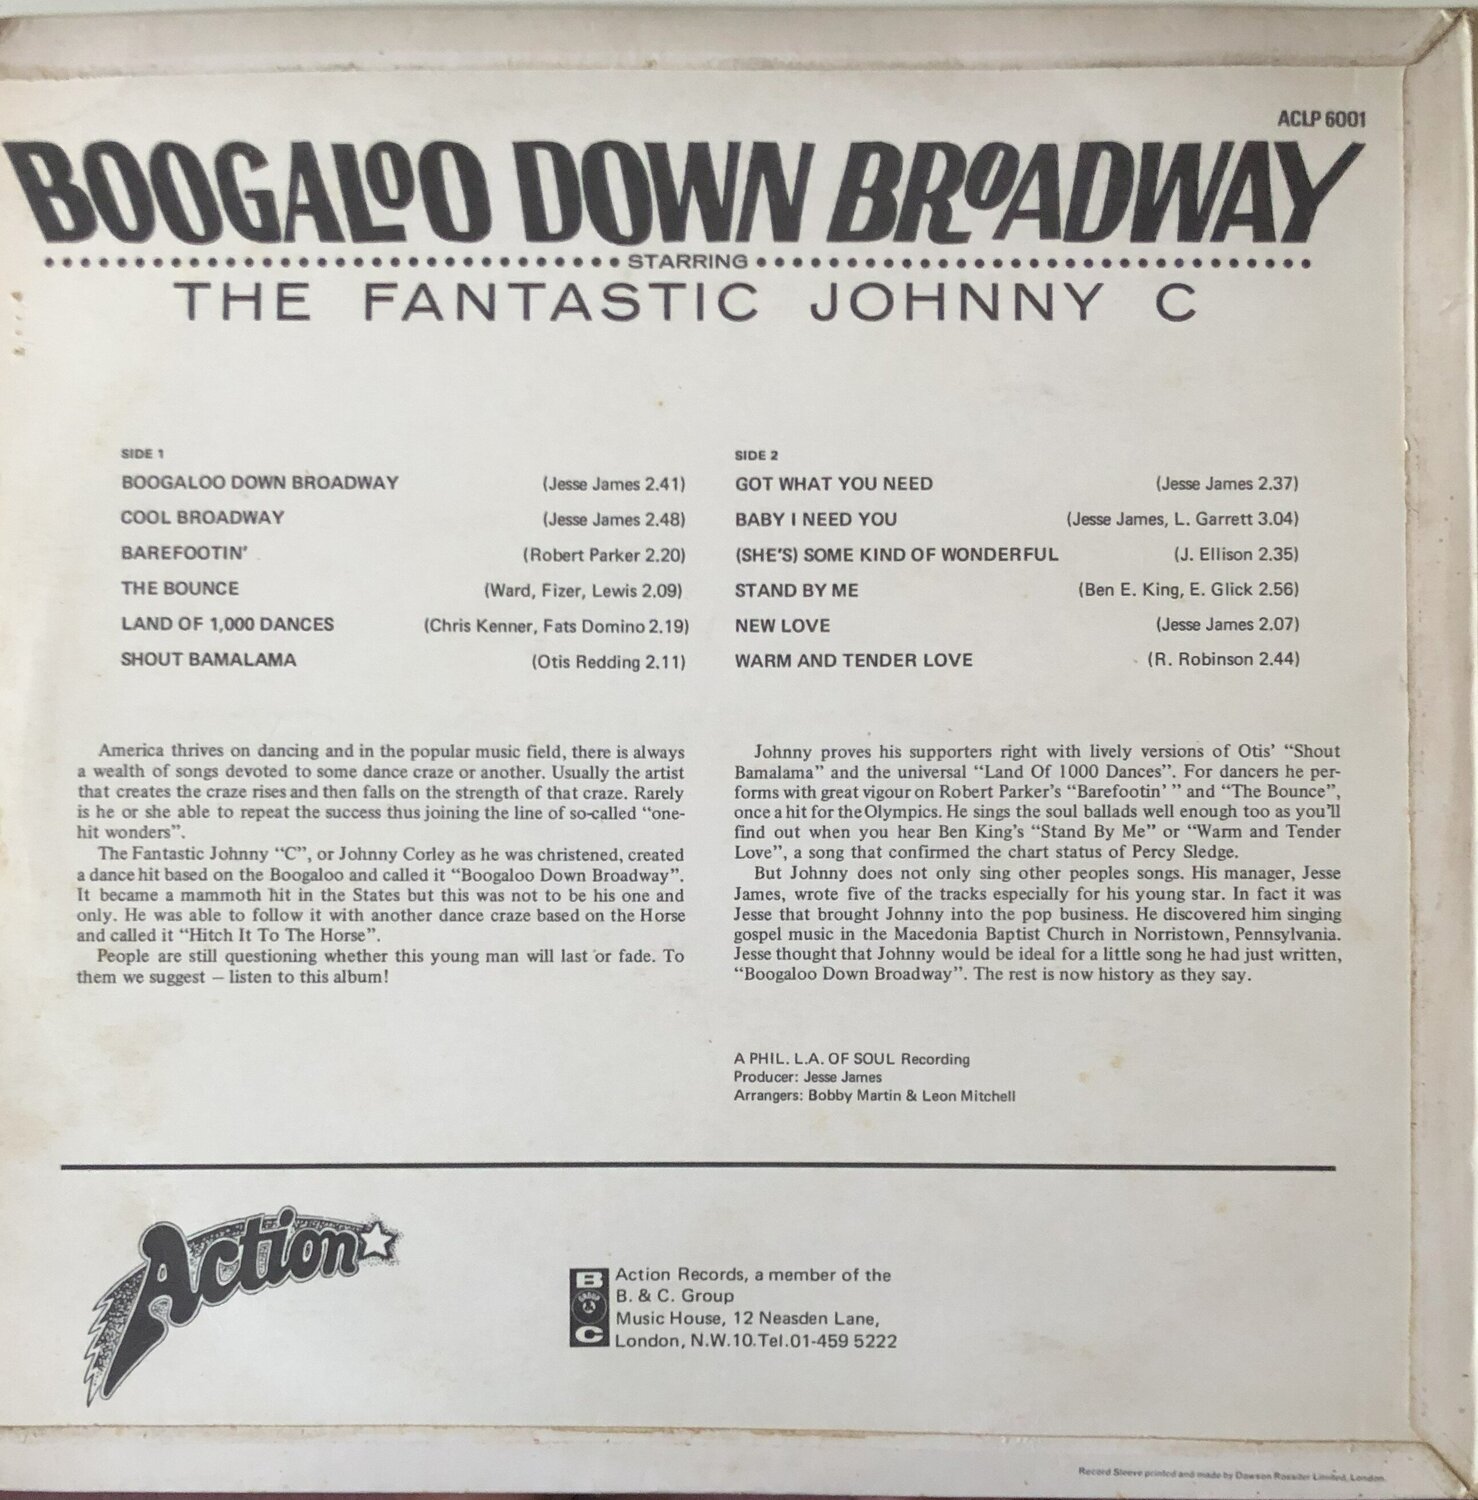 ACLP 6001
BOOGALOO DOWN BROADWAY
STARRING
THE FANTASTIC JOHNNY C
SIDE 1
BOOGALOO DOWN BROADWAY (Jesse James 2.41)
COOL BROADWAY (Jesse James 2.48)
BAREFOOTIN' (Robert Parker 2.20)
THE BOUNCE (Ward, Fizer, Lewis 2.09)
LAND OF 1,000 DANCES (Chris Kenner, Fats Domino 2.19)
SHOUT BAMALAMA (Otis Redding 2.11)
SIDE 2
GOT WHAT YOU NEED (Jesse James 2.37)
BABY I NEED YOU (Jesse James, L. Garrett 3.04)
(SHE'S) SOME KIND OF WONDERFUL (J. Ellison 2.35)
STAND BY ME (Ben E. King, E. Glick 2.56)
NEW LOVE (Jesse James 2.07)
WARM AND TENDER LOVE (R. Robinson 2.44)
America thrives on dancing and in the popular music field, there is always
a wealth of songs devoted to some dance craze or another. Usually the artist
that creates the craze rises and then falls on the strength of that craze. Rarely
is he or she able to repeat the success thus joining the line of so-called “one-
hit wonders”.
The Fantastic Johnny “C”, or Johnny Corley as he was christened, created
a dance hit based on the Boogaloo and called it “Boogaloo Down Broadway”.
It became a mammoth hit in the States but this was not to be his one and
only. He was able to follow it with another dance craze based on the Horse
and called it “Hitch It To The Horse”.
People are still questioning whether this young man will last or fade. To
them we suggest – listen to this album!
Johnny proves his supporters right with lively versions of Otis’ “Shout
Bamalama” and the universal “Land Of 1000 Dances”. For dancers he per-
forms with great vigour on Robert Parker’s “Barefootin’ ” and “The Bounce”,
once a hit for the Olympics. He sings the soul ballads well enough too as you’ll
find out when you hear Ben King’s “Stand By Me” or “Warm and Tender
Love”, a song that confirmed the chart status of Percy Sledge.
But Johnny does not only sing other peoples songs. His manager, Jesse
James, wrote five of the tracks especially for his young star. In fact it was
Jesse that brought Johnny into the pop business. He discovered him singing
gospel music in the Macedonia Baptist Church in Norristown, Pennsylvania.
Jesse thought that Johnny would be ideal for a little song he had just written,
“Boogaloo Down Broadway”. The rest is now history as they say.
A PHIL. L.A. OF SOUL Recording
Producer: Jesse James
Arrangers: Bobby Martin & Leon Mitchell
Action
B
GROUP
C
Action Records, a member of the
B. & C. Group
Music House, 12 Neasden Lane,
London, N.W.10. Tel.01-459 5222
Record Sleeve printed and made by Dawson Rossiter Limited, London.